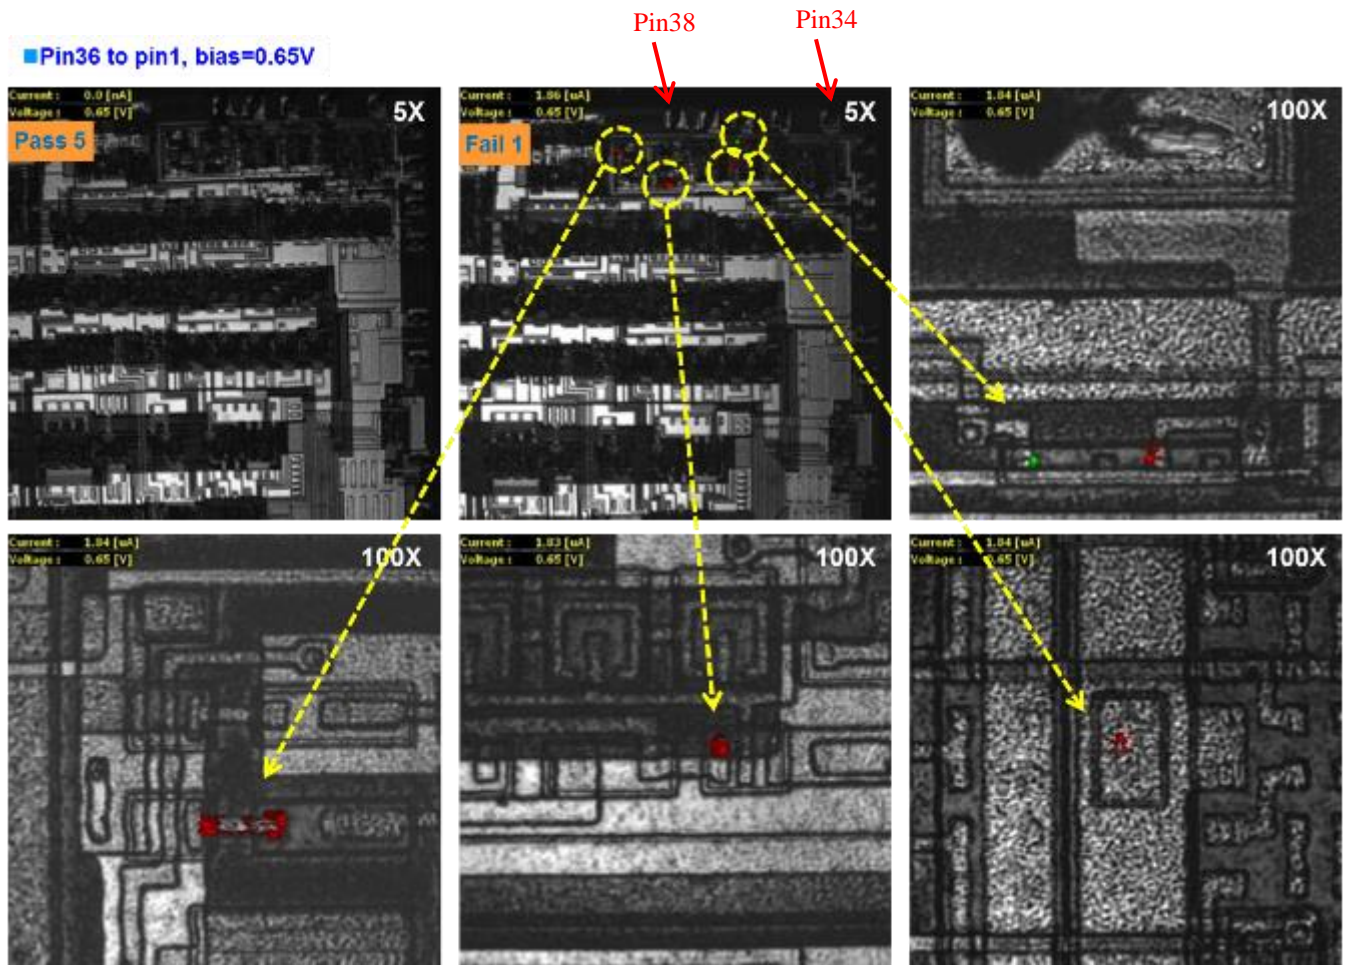 Pin38
Pin34
Pin36 to pin1, bias=0.65V
Current : 0.0 [nA]
Voltage : 0.65 [V]
5X
Pass 5
Current : 1.86 [uA]
Voltage : 0.65 [V]
5X
Fail 1
Current : 1.84 [uA]
Voltage : 0.65 [V]
100X
Current : 1.84 [uA]
Voltage : 0.65 [V]
100X
Current : 1.83 [uA]
Voltage : 0.65 [V]
100X
Current : 1.84 [uA]
Voltage : 0.65 [V]
100X